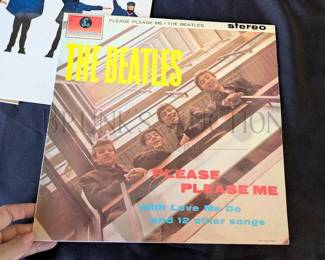 PLEASE PLEASE ME • THE BEATLES
stereo
THE BEATLES
PLEASE
PLEASE ME
with Love Me Do
and 12 other songs